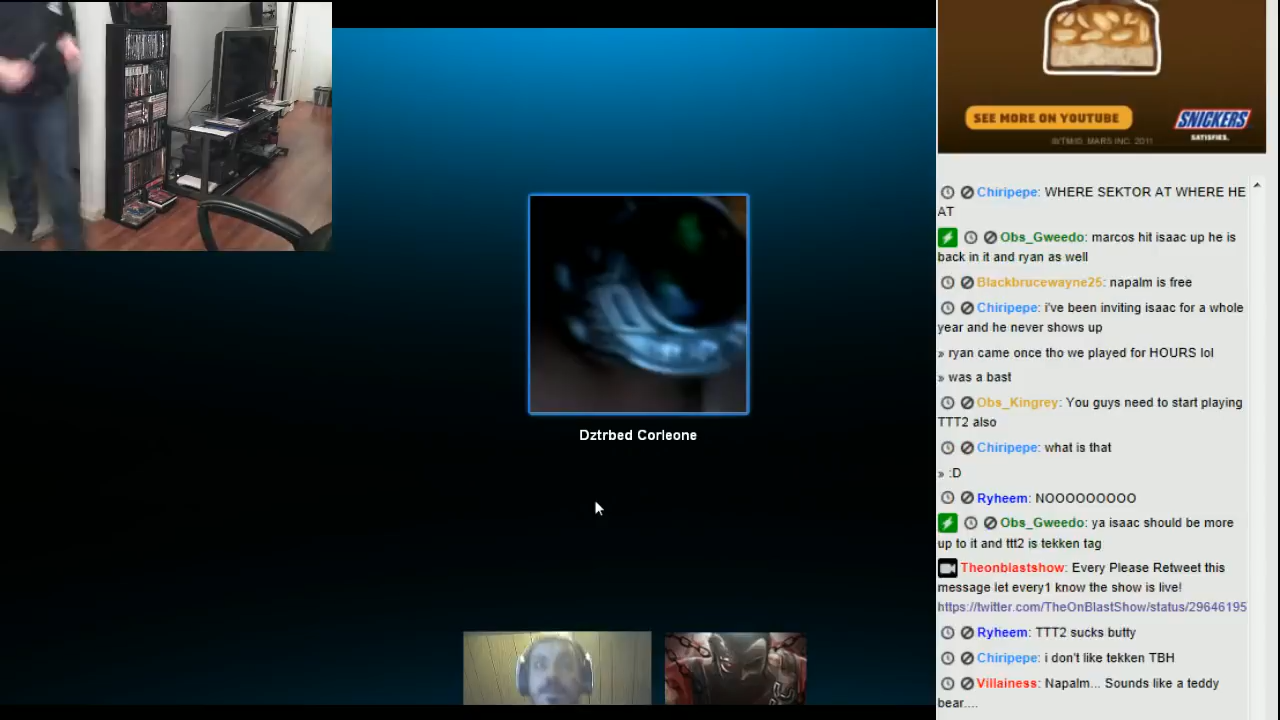 SEE MORE ON YOUTUBE
SNICKERS
SATISFIES.
®/TM/© MARS INC. 2011
Chiripepe: WHERE SEKTOR AT WHERE HE
AT
Obs_Gweedo: marcos hit isaac up he is
back in it and ryan as well
Blackbrucewayne25: napalm is free
Chiripepe: i've been inviting isaac for a whole
year and he never shows up
» ryan came once tho we played for HOURS lol
» was a bast
Obs_Kingrey: You guys need to start playing
TTT2 also
Chiripepe: what is that
» :D
Ryheem: NOOOOOOOOO
Obs_Gweedo: ya isaac should be more
up to it and ttt2 is tekken tag
Theonblastshow: Every Please Retweet this
message let every1 know the show is live!
https://twitter.com/TheOnBlastShow/status/29646195
Ryheem: TTT2 sucks butty
Chiripepe: i don't like tekken TBH
Villainess: Napalm... Sounds like a teddy
bear....
Dztrbed Corleone